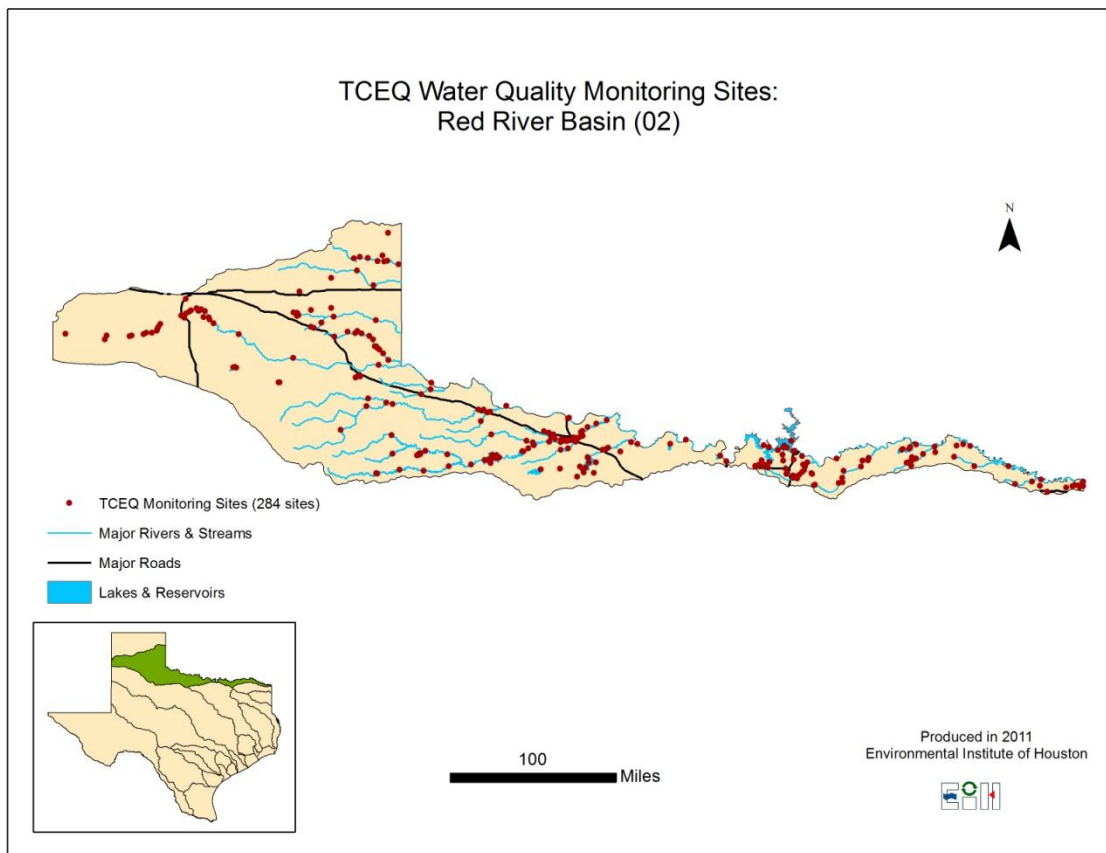 TCEQ Water Quality Monitoring Sites:
Red River Basin (02)
N
TCEQ Monitoring Sites (284 sites)
Major Rivers & Streams
Major Roads
Lakes & Reservoirs
100
Miles
Produced in 2011
Environmental Institute of Houston
EIH